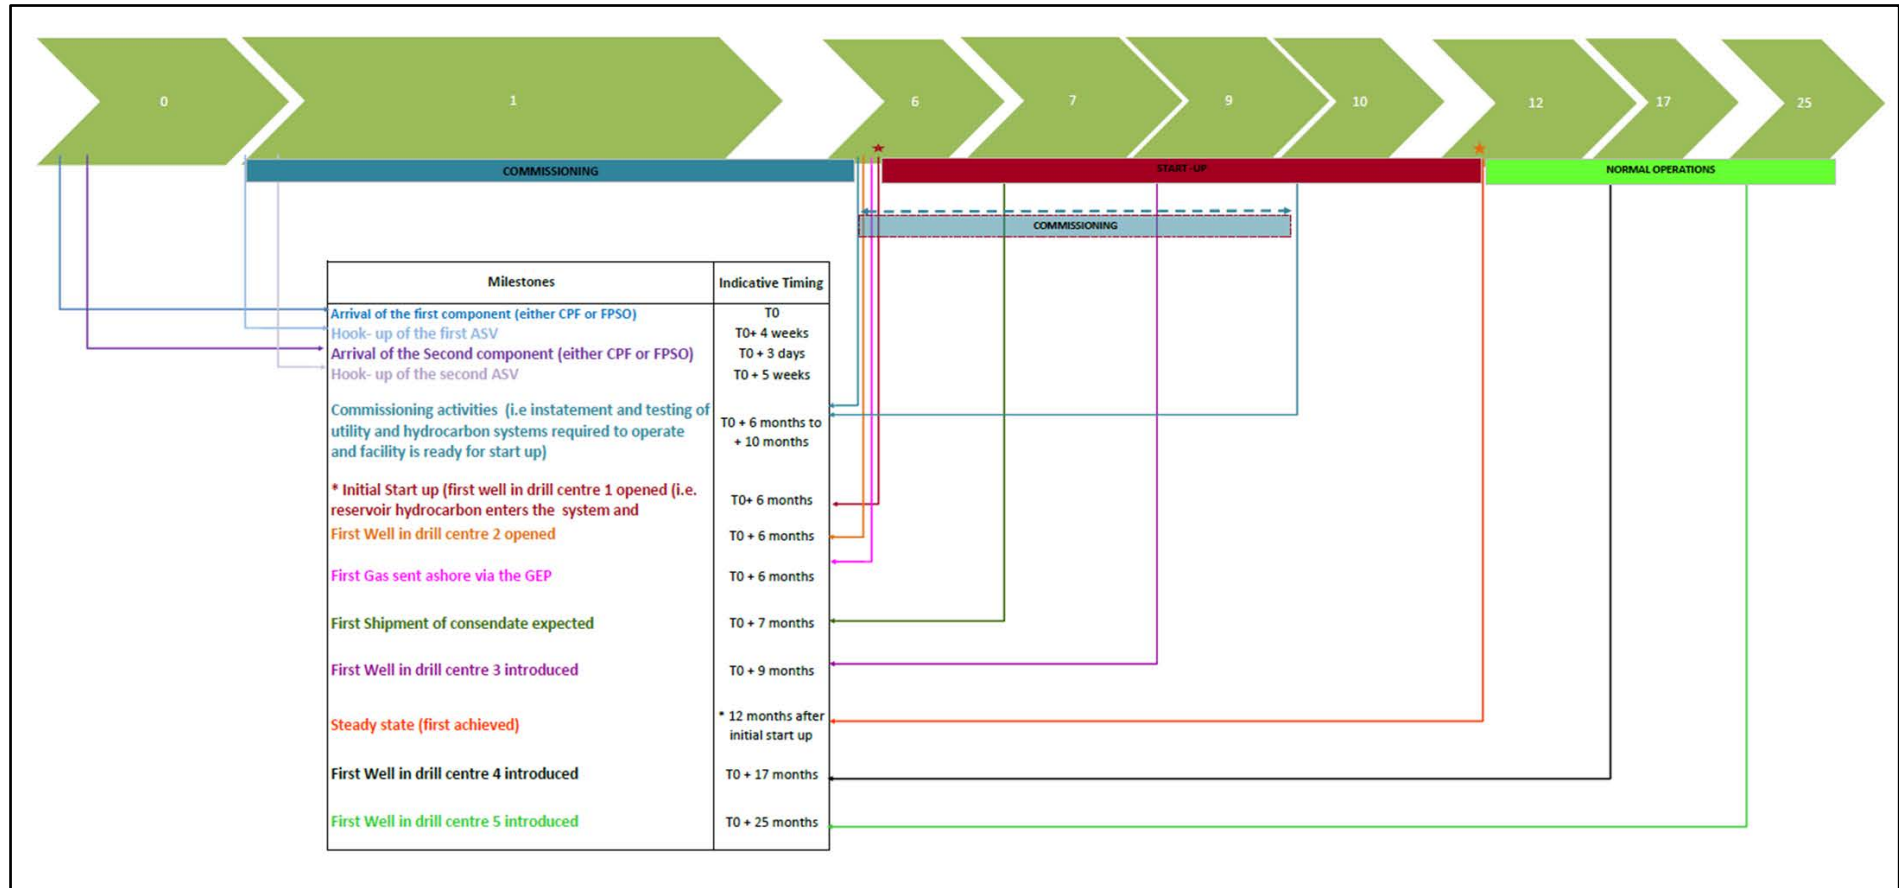 0
1
6
7
9
10
12
17
25
COMMISSIONING
START-UP
NORMAL OPERATIONS
COMMISSIONING
Milestones
Indicative Timing
Arrival of the first component (either CPF or FPSO)
T0
Hook- up of the first ASV
T0+ 4 weeks
Arrival of the Second component (either CPF or FPSO)
T0 + 3 days
Hook- up of the second ASV
T0 + 5 weeks
Commissioning activities (i.e instatement and testing of
utility and hydrocarbon systems required to operate
and facility is ready for start up)
T0 + 6 months to
+ 10 months
* Initial Start up (first well in drill centre 1 opened (i.e.
reservoir hydrocarbon enters the system and
T0+ 6 months
First Well in drill centre 2 opened
T0 + 6 months
First Gas sent ashore via the GEP
T0 + 6 months
First Shipment of consendate expected
T0 + 7 months
First Well in drill centre 3 introduced
T0 + 9 months
Steady state (first achieved)
* 12 months after
initial start up
First Well in drill centre 4 introduced
T0 + 17 months
First Well in drill centre 5 introduced
T0 + 25 months